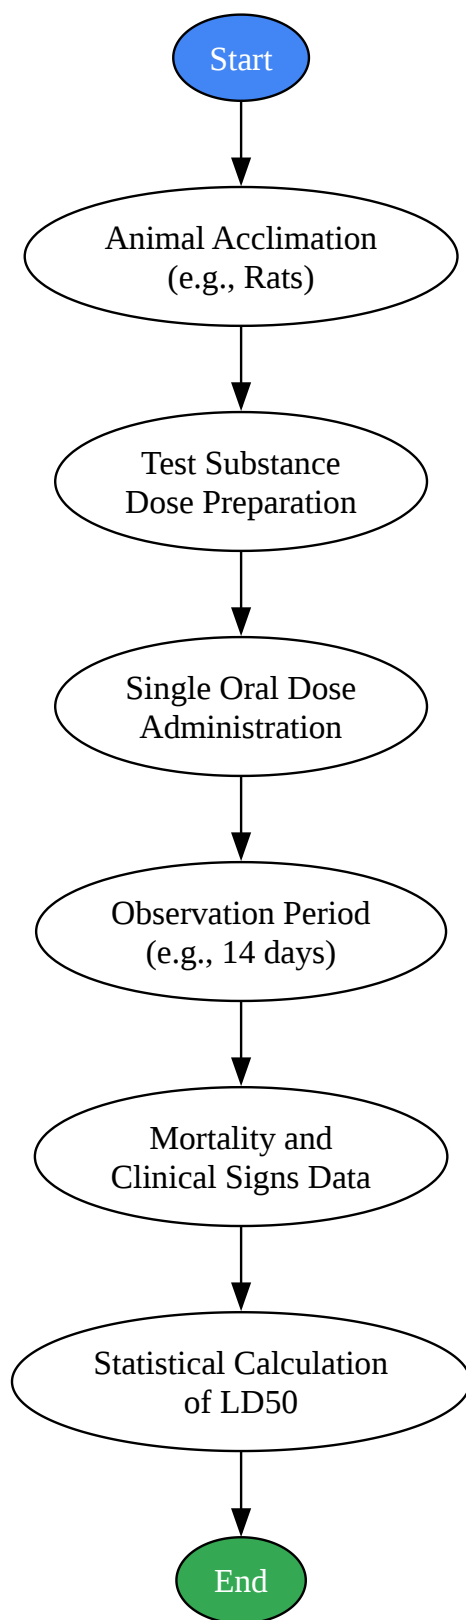 Start
Animal Acclimation
(e.g., Rats)
Test Substance
Dose Preparation
Single Oral Dose
Administration
Observation Period
(e.g., 14 days)
Mortality and
Clinical Signs Data
Statistical Calculation
of LD50
End